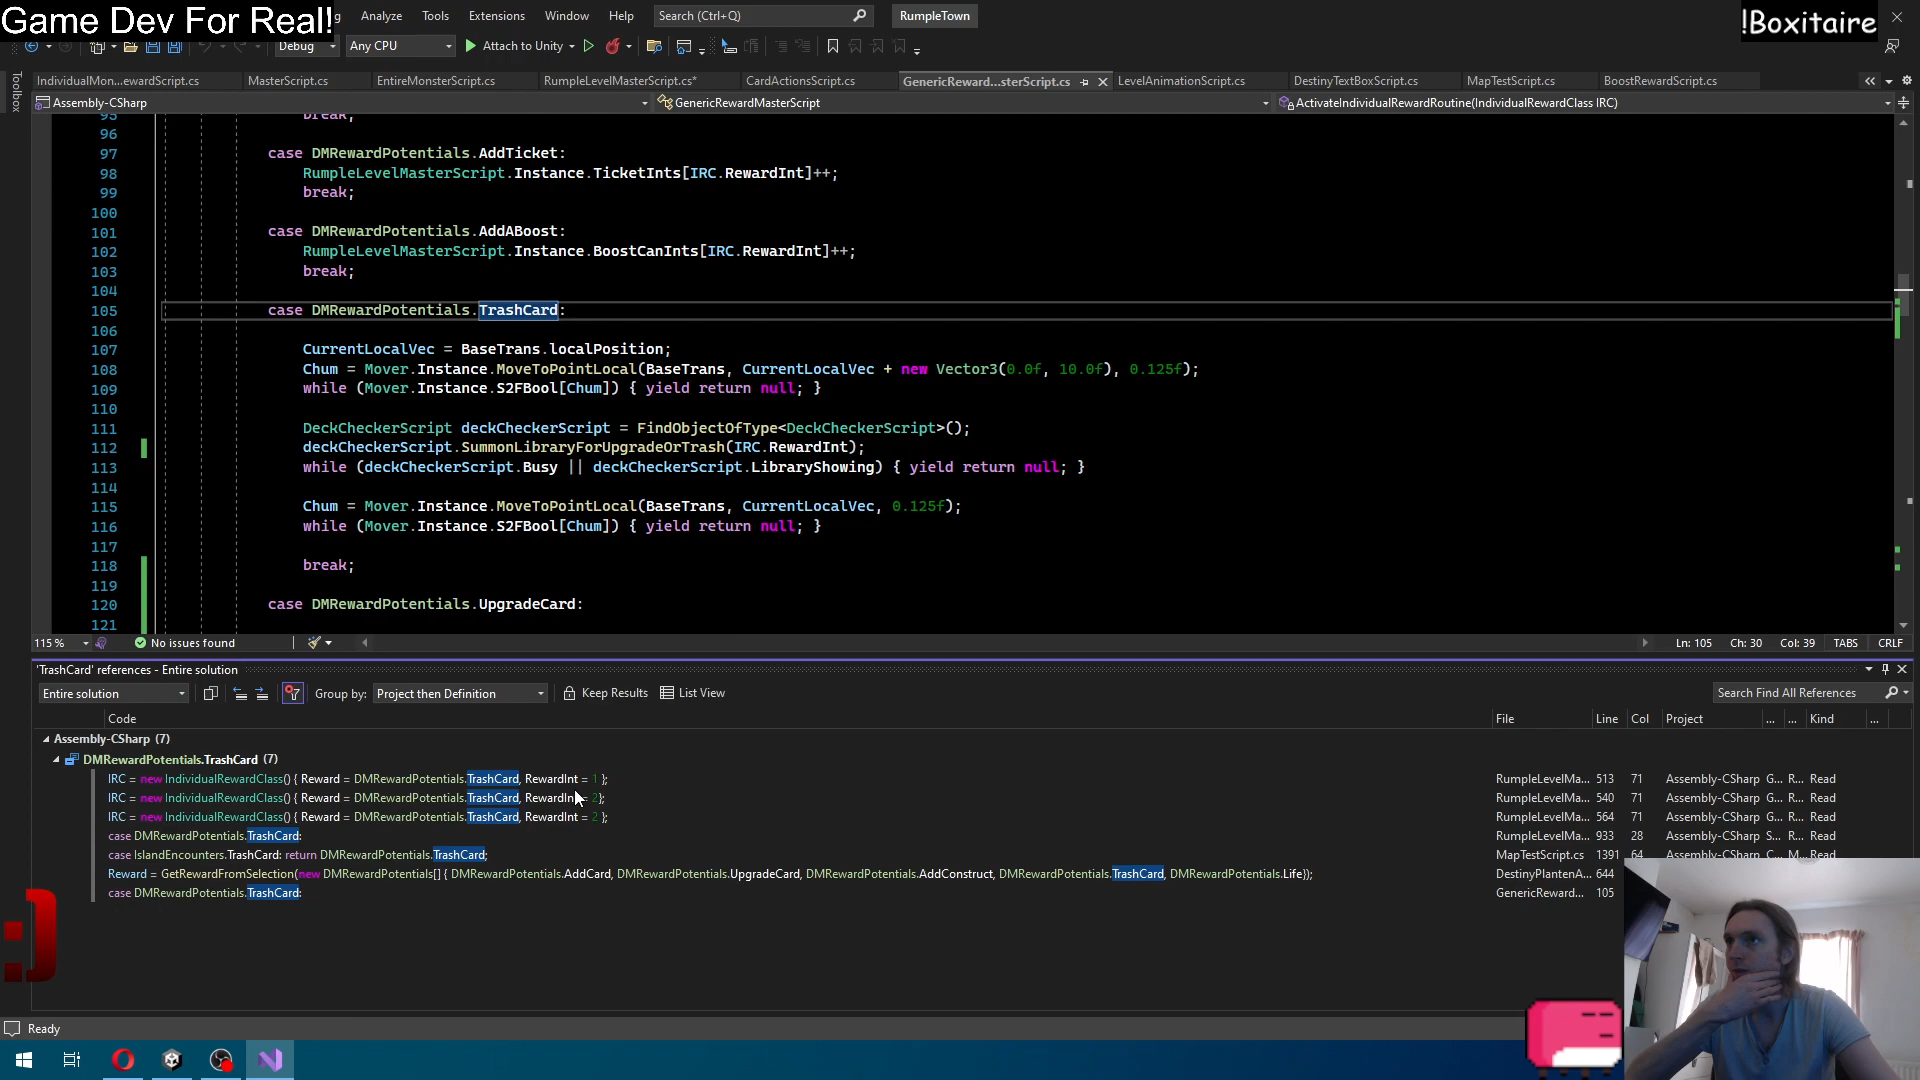 Game Dev For Real!
g Analyze Tools Extensions Window Help Search (Ctrl+Q) RumpleTown
!Boxitaire
Debug Any CPU Attach to Unity
Toolbox
IndividualMon...ewardScript.cs MasterScript.cs EntireMonsterScript.cs RumpleLevelMasterScript.cs* CardActionsScript.cs GenericReward...sterScript.cs LevelAnimationScript.cs DestinyTextBoxScript.cs MapTestScript.cs BoostRewardScript.cs
Assembly-CSharp GenericRewardMasterScript ActivateIndividualRewardRoutine(IndividualRewardClass IRC)
95 break;
96
97 case DMRewardPotentials.AddTicket:
98 RumpleLevelMasterScript.Instance.TicketInts[IRC.RewardInt]++;
99 break;
100
101 case DMRewardPotentials.AddABoost:
102 RumpleLevelMasterScript.Instance.BoostCanInts[IRC.RewardInt]++;
103 break;
104
105 case DMRewardPotentials.TrashCard:
106
107 CurrentLocalVec = BaseTrans.localPosition;
108 Chum = Mover.Instance.MoveToPointLocal(BaseTrans, CurrentLocalVec + new Vector3(0.0f, 10.0f), 0.125f);
109 while (Mover.Instance.S2FBool[Chum]) { yield return null; }
110
111 DeckCheckerScript deckCheckerScript = FindObjectOfType<DeckCheckerScript>();
112 deckCheckerScript.SummonLibraryForUpgradeOrTrash(IRC.RewardInt);
113 while (deckCheckerScript.Busy || deckCheckerScript.LibraryShowing) { yield return null; }
114
115 Chum = Mover.Instance.MoveToPointLocal(BaseTrans, CurrentLocalVec, 0.125f);
116 while (Mover.Instance.S2FBool[Chum]) { yield return null; }
117
118 break;
119
120 case DMRewardPotentials.UpgradeCard:
121
115 % No issues found Ln: 105 Ch: 30 Col: 39 TABS CRLF
'TrashCard' references - Entire solution
Entire solution Group by: Project then Definition Keep Results List View Search Find All References
Code File Line Col Project ... ... Kind ...
Assembly-CSharp (7)
DMRewardPotentials.TrashCard (7)
IRC = new IndividualRewardClass() { Reward = DMRewardPotentials.TrashCard, RewardInt = 1 }; RumpleLevelMa... 513 71 Assembly-CSharp G... R... Read
IRC = new IndividualRewardClass() { Reward = DMRewardPotentials.TrashCard, RewardInt = 2}; RumpleLevelMa... 540 71 Assembly-CSharp G... R... Read
IRC = new IndividualRewardClass() { Reward = DMRewardPotentials.TrashCard, RewardInt = 2 }; RumpleLevelMa... 564 71 Assembly-CSharp G... R... Read
case DMRewardPotentials.TrashCard: RumpleLevelMa... 933 28 Assembly-CSharp S... R... Read
case IslandEncounters.TrashCard: return DMRewardPotentials.TrashCard; MapTestScript.cs 1391 64 Assembly-CSharp C... M... Read
Reward = GetRewardFromSelection(new DMRewardPotentials[] { DMRewardPotentials.AddCard, DMRewardPotentials.UpgradeCard, DMRewardPotentials.AddConstruct, DMRewardPotentials.TrashCard, DMRewardPotentials.Life}); DestinyPlantenA... 644
case DMRewardPotentials.TrashCard: GenericReward... 105
:)
Ready